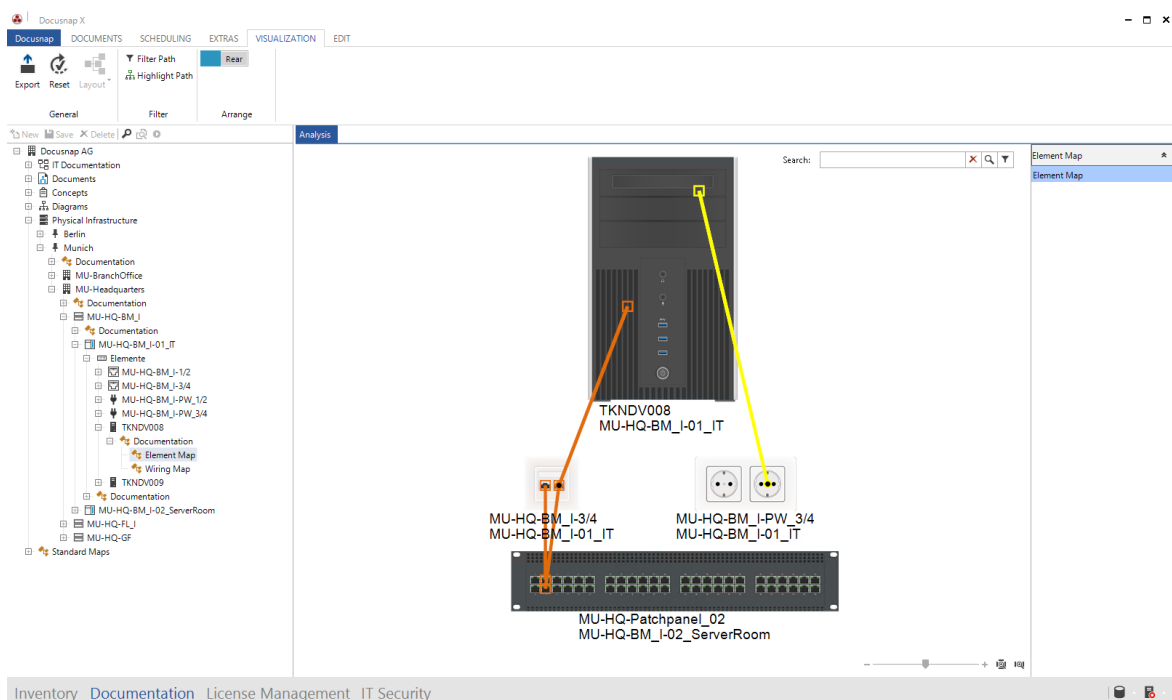 Docusnap X
Docusnap DOCUMENTS SCHEDULING EXTRAS VISUALIZATION EDIT
Export Reset Layout
Filter Path
Highlight Path
Rear
General Filter Arrange
New Save Delete
Analysis
Docusnap AG
IT Documentation
Documents
Concepts
Diagrams
Physical Infrastructure
Berlin
Munich
Documentation
MU-BranchOffice
MU-Headquarters
Documentation
MU-HQ-BM_I
Documentation
MU-HQ-BM_I-01_IT
Elemente
MU-HQ-BM_I-1/2
MU-HQ-BM_I-3/4
MU-HQ-BM_I-PW_1/2
MU-HQ-BM_I-PW_3/4
TKNDV008
Documentation
Element Map
Wiring Map
TKNDV009
Documentation
MU-HQ-BM_I-02_ServerRoom
MU-HQ-FL_I
MU-HQ-GF
Standard Maps
Search:
TKNDV008
MU-HQ-BM_I-01_IT
MU-HQ-BM_I-3/4
MU-HQ-BM_I-01_IT
MU-HQ-BM_I-PW_3/4
MU-HQ-BM_I-01_IT
MU-HQ-Patchpanel_02
MU-HQ-BM_I-02_ServerRoom
Element Map
Element Map
Inventory Documentation License Management IT Security